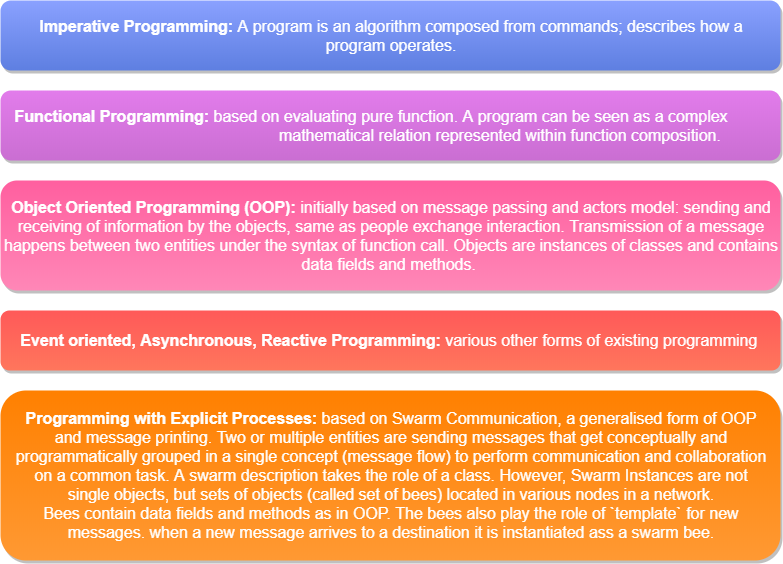 Imperative Programming: A program is an algorithm composed from commands; describes how a
program operates.
Functional Programming: based on evaluating pure function. A program can be seen as a complex
mathematical relation represented within function composition.
Object Oriented Programming (OOP): initially based on message passing and actors model: sending and
receiving of information by the objects, same as people exchange interaction. Transmission of a message
happens between two entities under the syntax of function call. Objects are instances of classes and contains
data fields and methods.
Event oriented, Asynchronous, Reactive Programming: various other forms of existing programming
Programming with Explicit Processes: based on Swarm Communication, a generalised form of OOP
and message printing. Two or multiple entities are sending messages that get conceptually and
programmatically grouped in a single concept (message flow) to perform communication and collaboration
on a common task. A swarm description takes the role of a class. However, Swarm Instances are not
single objects, but sets of objects (called set of bees) located in various nodes in a network.
Bees contain data fields and methods as in OOP. The bees also play the role of `template` for new
messages. when a new message arrives to a destination it is instantiated ass a swarm bee.